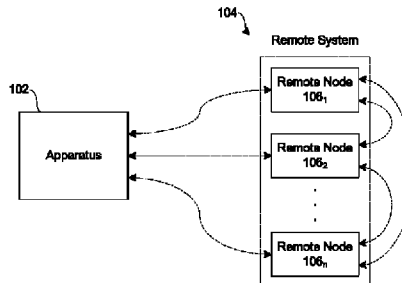 104
Remote System
102
Apparatus
Remote Node
106₁
Remote Node
106₂
Remote Node
106ₙ